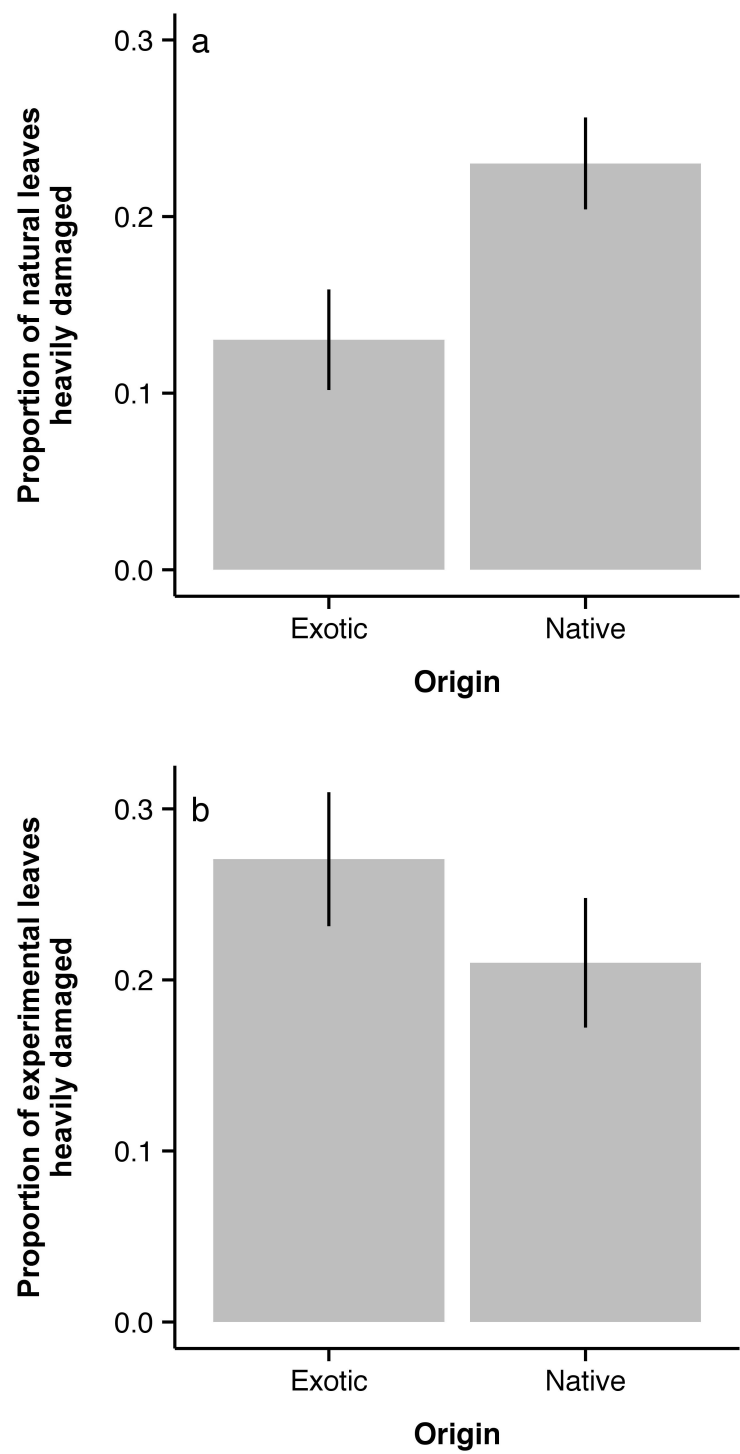 a
Proportion of natural leaves
heavily damaged
0.3
0.2
0.1
0.0
Exotic Native
Origin
b
Proportion of experimental leaves
heavily damaged
0.3
0.2
0.1
0.0
Exotic Native
Origin